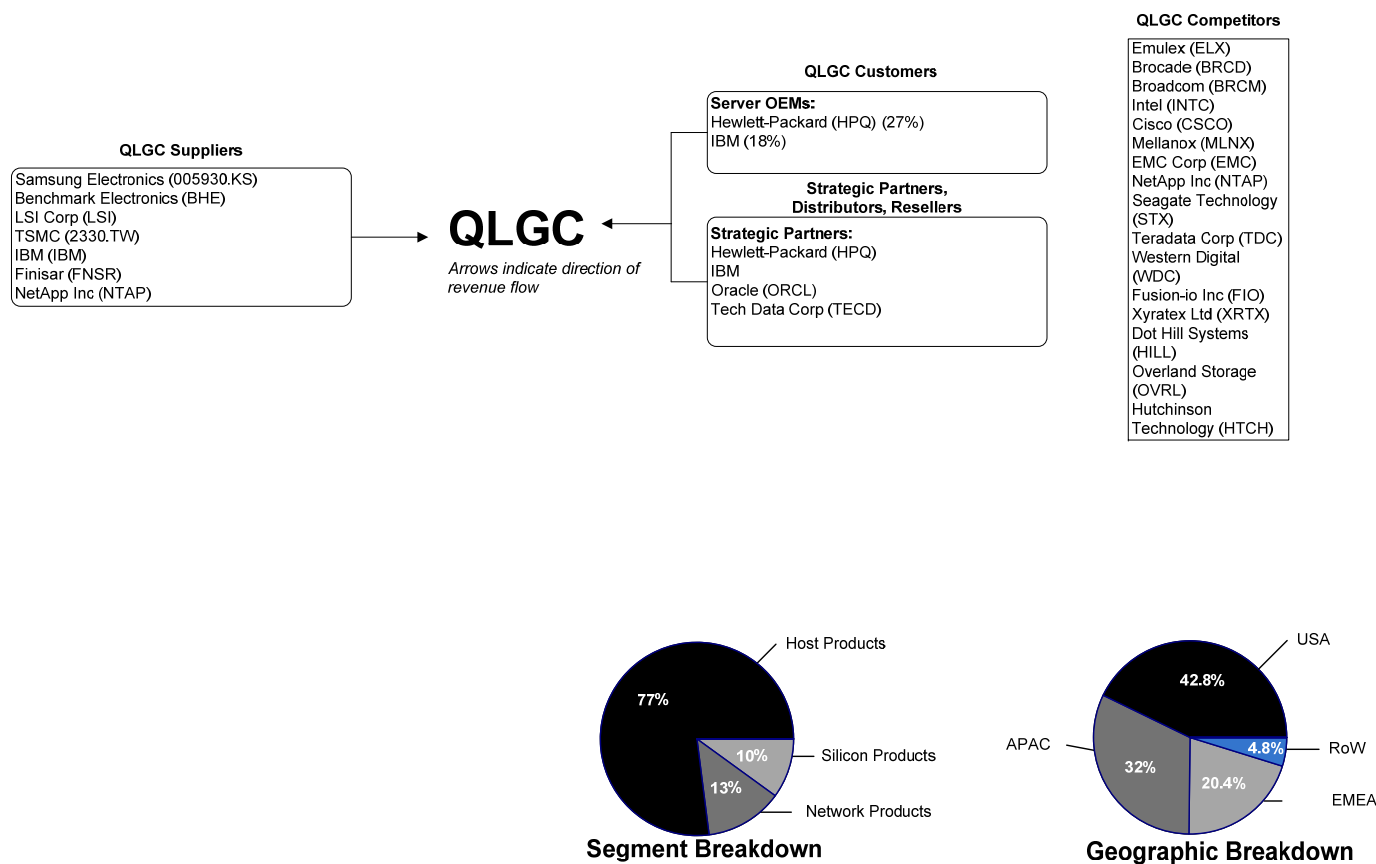 QLGC Suppliers
Samsung Electronics (005930.KS)
Benchmark Electronics (BHE)
LSI Corp (LSI)
TSMC (2330.TW)
IBM (IBM)
Finisar (FNSR)
NetApp Inc (NTAP)
QLGC
Arrows indicate direction of
revenue flow
QLGC Customers
Server OEMs:
Hewlett-Packard (HPQ) (27%)
IBM (18%)
Strategic Partners,
Distributors, Resellers
Strategic Partners:
Hewlett-Packard (HPQ)
IBM
Oracle (ORCL)
Tech Data Corp (TECD)
QLGC Competitors
Emulex (ELX)
Brocade (BRCD)
Broadcom (BRCM)
Intel (INTC)
Cisco (CSCO)
Mellanox (MLNX)
EMC Corp (EMC)
NetApp Inc (NTAP)
Seagate Technology
(STX)
Teradata Corp (TDC)
Western Digital
(WDC)
Fusion-io Inc (FIO)
Xyratex Ltd (XRTX)
Dot Hill Systems
(HILL)
Overland Storage
(OVRL)
Hutchinson
Technology (HTCH)
Host Products
77%
Silicon Products
10%
13%
Network Products
Segment Breakdown
USA
42.8%
APAC
32%
RoW
4.8%
20.4%
EMEA
Geographic Breakdown